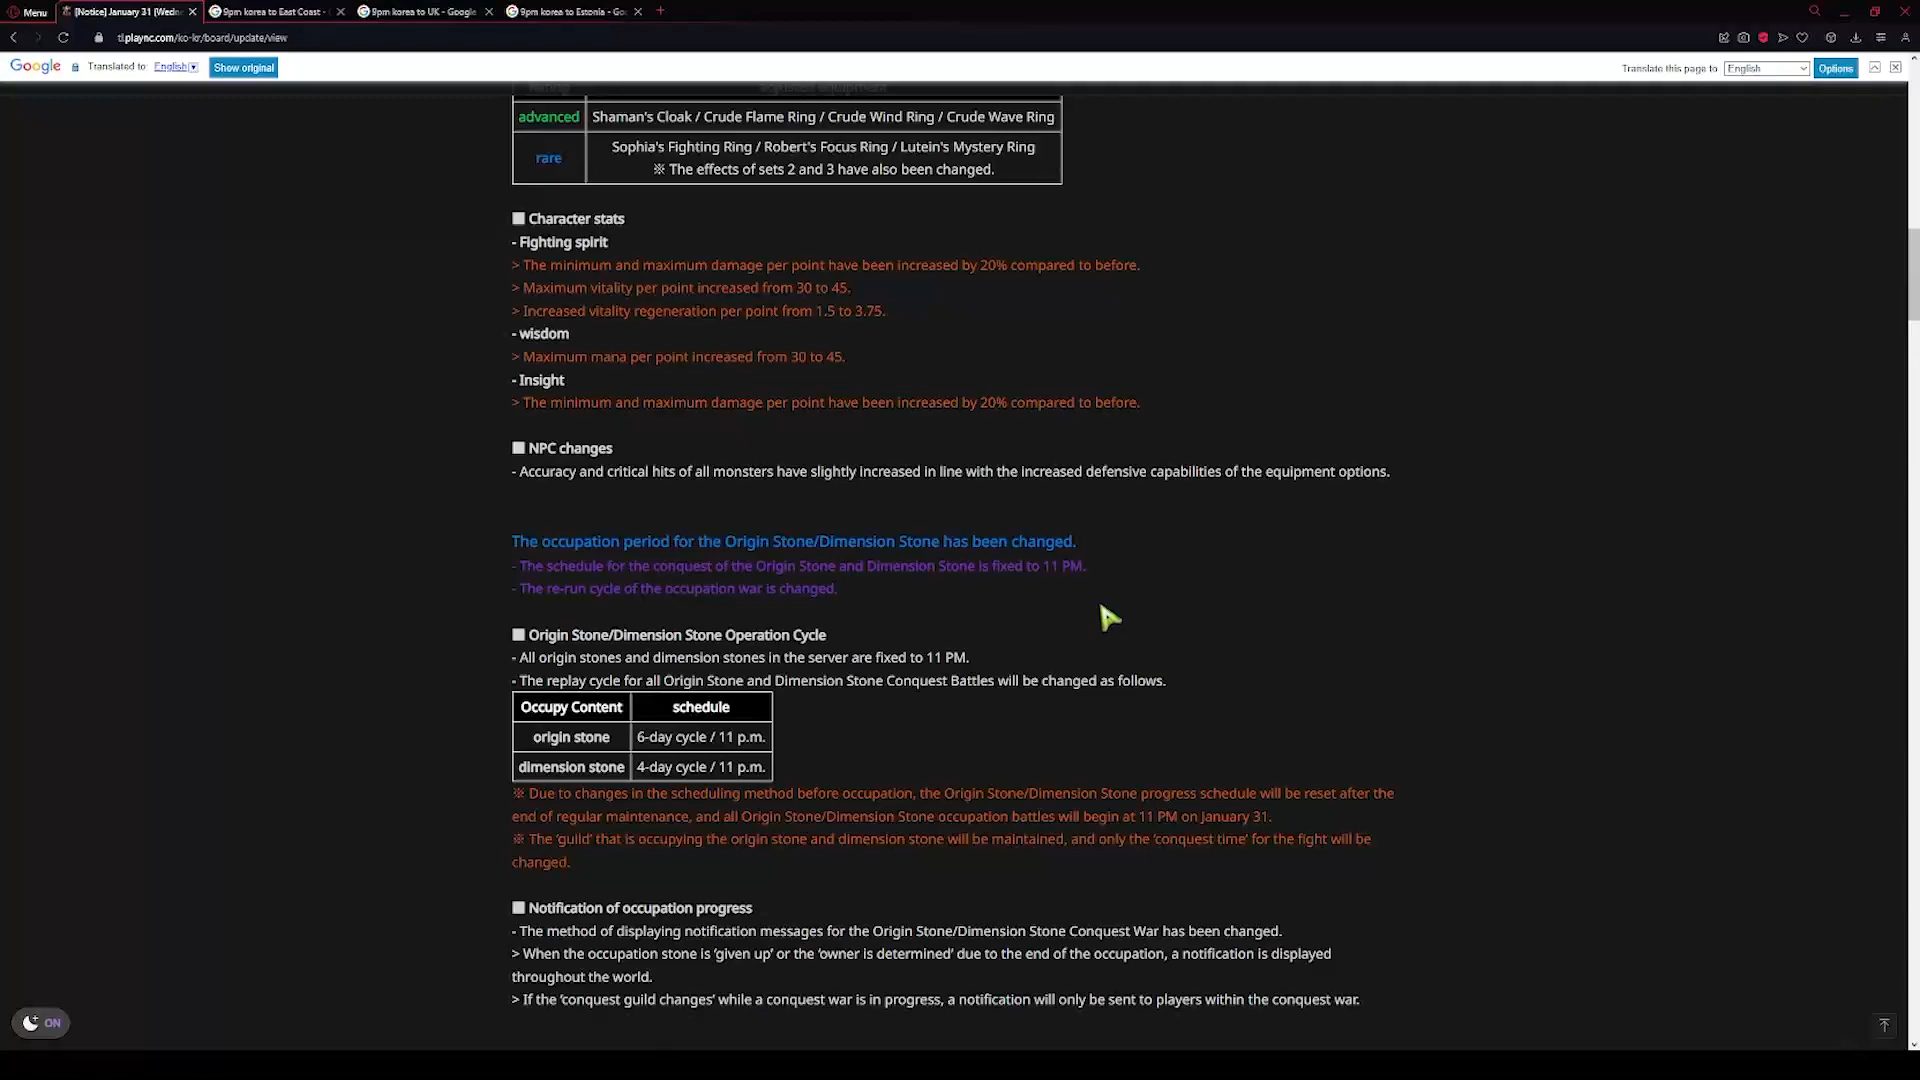 Menu
[Notice] January 31 (Wedn
9pm korea to East Coast -
9pm korea to UK - Google
9pm korea to Estonia - Go
tl.plaync.com/ko-kr/board/update/view
Google Translated to: English Show original
Translate this page to English Options
advanced Shaman's Cloak / Crude Flame Ring / Crude Wind Ring / Crude Wave Ring
rare Sophia's Fighting Ring / Robert's Focus Ring / Lutein's Mystery Ring
※ The effects of sets 2 and 3 have also been changed.
Character stats
- Fighting spirit
> The minimum and maximum damage per point have been increased by 20% compared to before.
> Maximum vitality per point increased from 30 to 45.
> Increased vitality regeneration per point from 1.5 to 3.75.
- wisdom
> Maximum mana per point increased from 30 to 45.
- Insight
> The minimum and maximum damage per point have been increased by 20% compared to before.
NPC changes
- Accuracy and critical hits of all monsters have slightly increased in line with the increased defensive capabilities of the equipment options.
The occupation period for the Origin Stone/Dimension Stone has been changed.
- The schedule for the conquest of the Origin Stone and Dimension Stone is fixed to 11 PM.
- The re-run cycle of the occupation war is changed.
Origin Stone/Dimension Stone Operation Cycle
- All origin stones and dimension stones in the server are fixed to 11 PM.
- The replay cycle for all Origin Stone and Dimension Stone Conquest Battles will be changed as follows.
Occupy Content schedule
origin stone 6-day cycle / 11 p.m.
dimension stone 4-day cycle / 11 p.m.
※ Due to changes in the scheduling method before occupation, the Origin Stone/Dimension Stone progress schedule will be reset after the
end of regular maintenance, and all Origin Stone/Dimension Stone occupation battles will begin at 11 PM on January 31.
※ The ‘guild’ that is occupying the origin stone and dimension stone will be maintained, and only the ‘conquest time’ for the fight will be
changed.
Notification of occupation progress
- The method of displaying notification messages for the Origin Stone/Dimension Stone Conquest War has been changed.
> When the occupation stone is ‘given up’ or the ‘owner is determined’ due to the end of the occupation, a notification is displayed
throughout the world.
> If the ‘conquest guild changes’ while a conquest war is in progress, a notification will only be sent to players within the conquest war.
ON